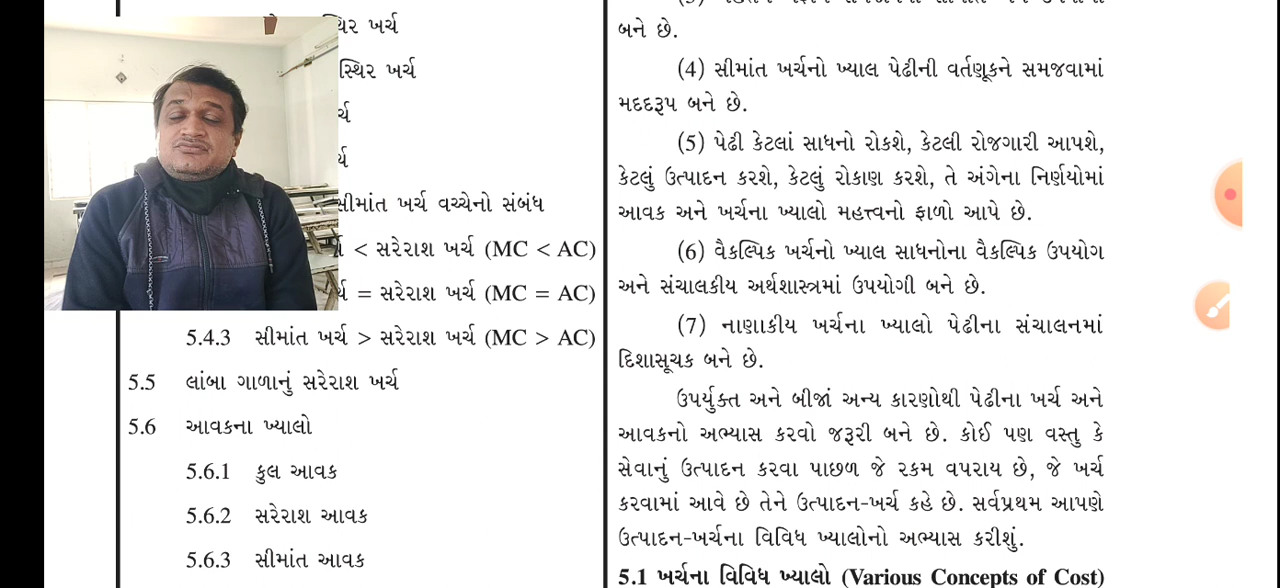 સ્થિર ખર્ચ
સીમાંત ખર્ચ વચ્ચેનો સંબંધ
< સરેરાશ ખર્ચ (MC < AC)
= સરેરાશ ખર્ચ (MC = AC)
5.4.3 સીમાંત ખર્ચ > સરેરાશ ખર્ચ (MC > AC)
5.5 લાંબા ગાળાનું સરેરાશ ખર્ચ
5.6 આવકના ખ્યાલો
5.6.1 કુલ આવક
5.6.2 સરેરાશ આવક
5.6.3 સીમાંત આવક
બને છે.
(4) સીમાંત ખર્ચનો ખ્યાલ પેઢીની વર્તણૂકને સમજવામાં
મદદરૂપ બને છે.
(5) પેઢી કેટલાં સાધનો રોકશે, કેટલી રોજગારી આપશે,
કેટલું ઉત્પાદન કરશે, કેટલું રોકાણ કરશે, તે અંગેના નિર્ણયોમાં
આવક અને ખર્ચના ખ્યાલો મહત્ત્વનો ફાળો આપે છે.
(6) વૈકલ્પિક ખર્ચનો ખ્યાલ સાધનોના વૈકલ્પિક ઉપયોગ
અને સંચાલકીય અર્થશાસ્ત્રમાં ઉપયોગી બને છે.
(7) નાણાકીય ખર્ચના ખ્યાલો પેઢીના સંચાલનમાં
દિશાસૂચક બને છે.
ઉપર્યુક્ત અને બીજાં અન્ય કારણોથી પેઢીના ખર્ચ અને
આવકનો અભ્યાસ કરવો જરૂરી બને છે. કોઈ પણ વસ્તુ કે
સેવાનું ઉત્પાદન કરવા પાછળ જે રકમ વપરાય છે, જે ખર્ચ
કરવામાં આવે છે તેને ઉત્પાદન-ખર્ચ કહે છે. સર્વપ્રથમ આપણે
ઉત્પાદન-ખર્ચના વિવિધ ખ્યાલોનો અભ્યાસ કરીશું.
5.1 ખર્ચના વિવિધ ખ્યાલો (Various Concepts of Cost)